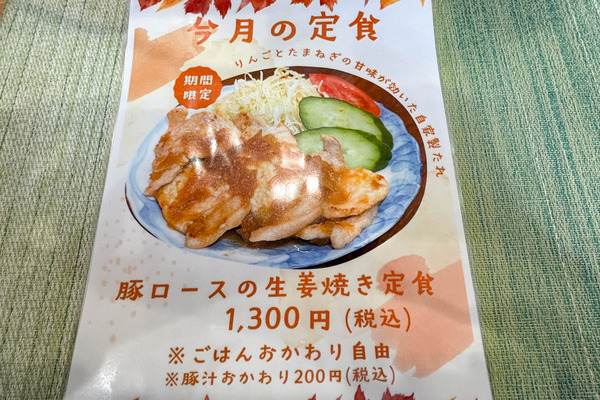 今月の定食
りんごとたまねぎの甘味が効いた自家製だれ
期間
限定
豚ロースの生姜焼き定食
1,300円（税込）
※ごはんおかわり自由
※豚汁おかわり200円(税込)